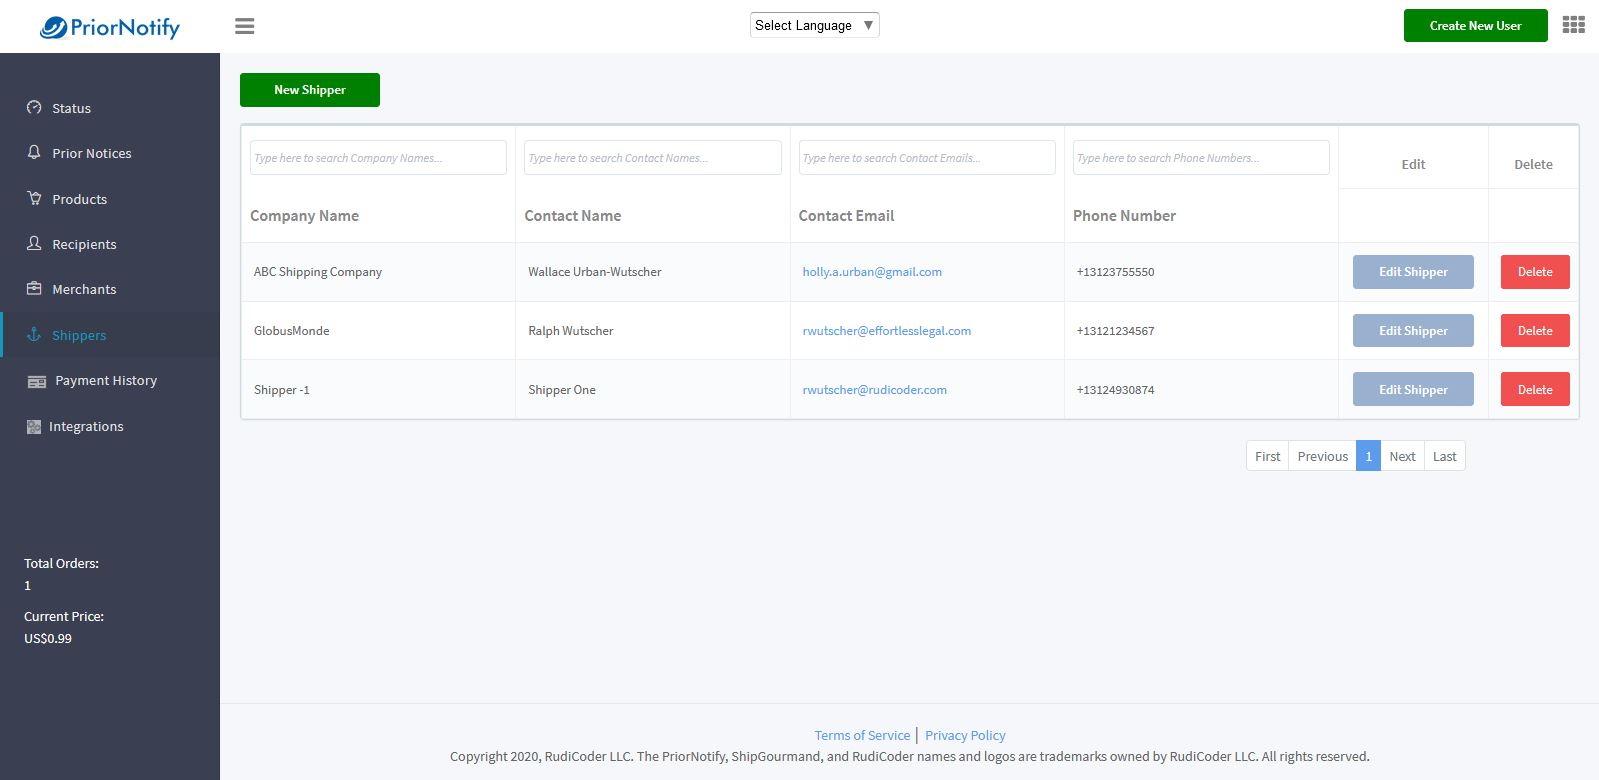 PriorNotify
Select Language ▼
Create New User
Status
Prior Notices
Products
Recipients
Merchants
Shippers
Payment History
Integrations
Total Orders:
1
Current Price:
US$0.99
New Shipper
Type here to search Company Names... Type here to search Contact Names... Type here to search Contact Emails... Type here to search Phone Numbers... Edit Delete
Company Name Contact Name Contact Email Phone Number
ABC Shipping Company Wallace Urban-Wutscher holly.a.urban@gmail.com +13123755550 Edit Shipper Delete
GlobusMonde Ralph Wutscher rwutscher@effortlesslegal.com +13121234567 Edit Shipper Delete
Shipper -1 Shipper One rwutscher@rudicoder.com +13124930874 Edit Shipper Delete
First Previous 1 Next Last
Terms of Service | Privacy Policy
Copyright 2020, RudiCoder LLC. The PriorNotify, ShipGourmand, and RudiCoder names and logos are trademarks owned by RudiCoder LLC. All rights reserved.